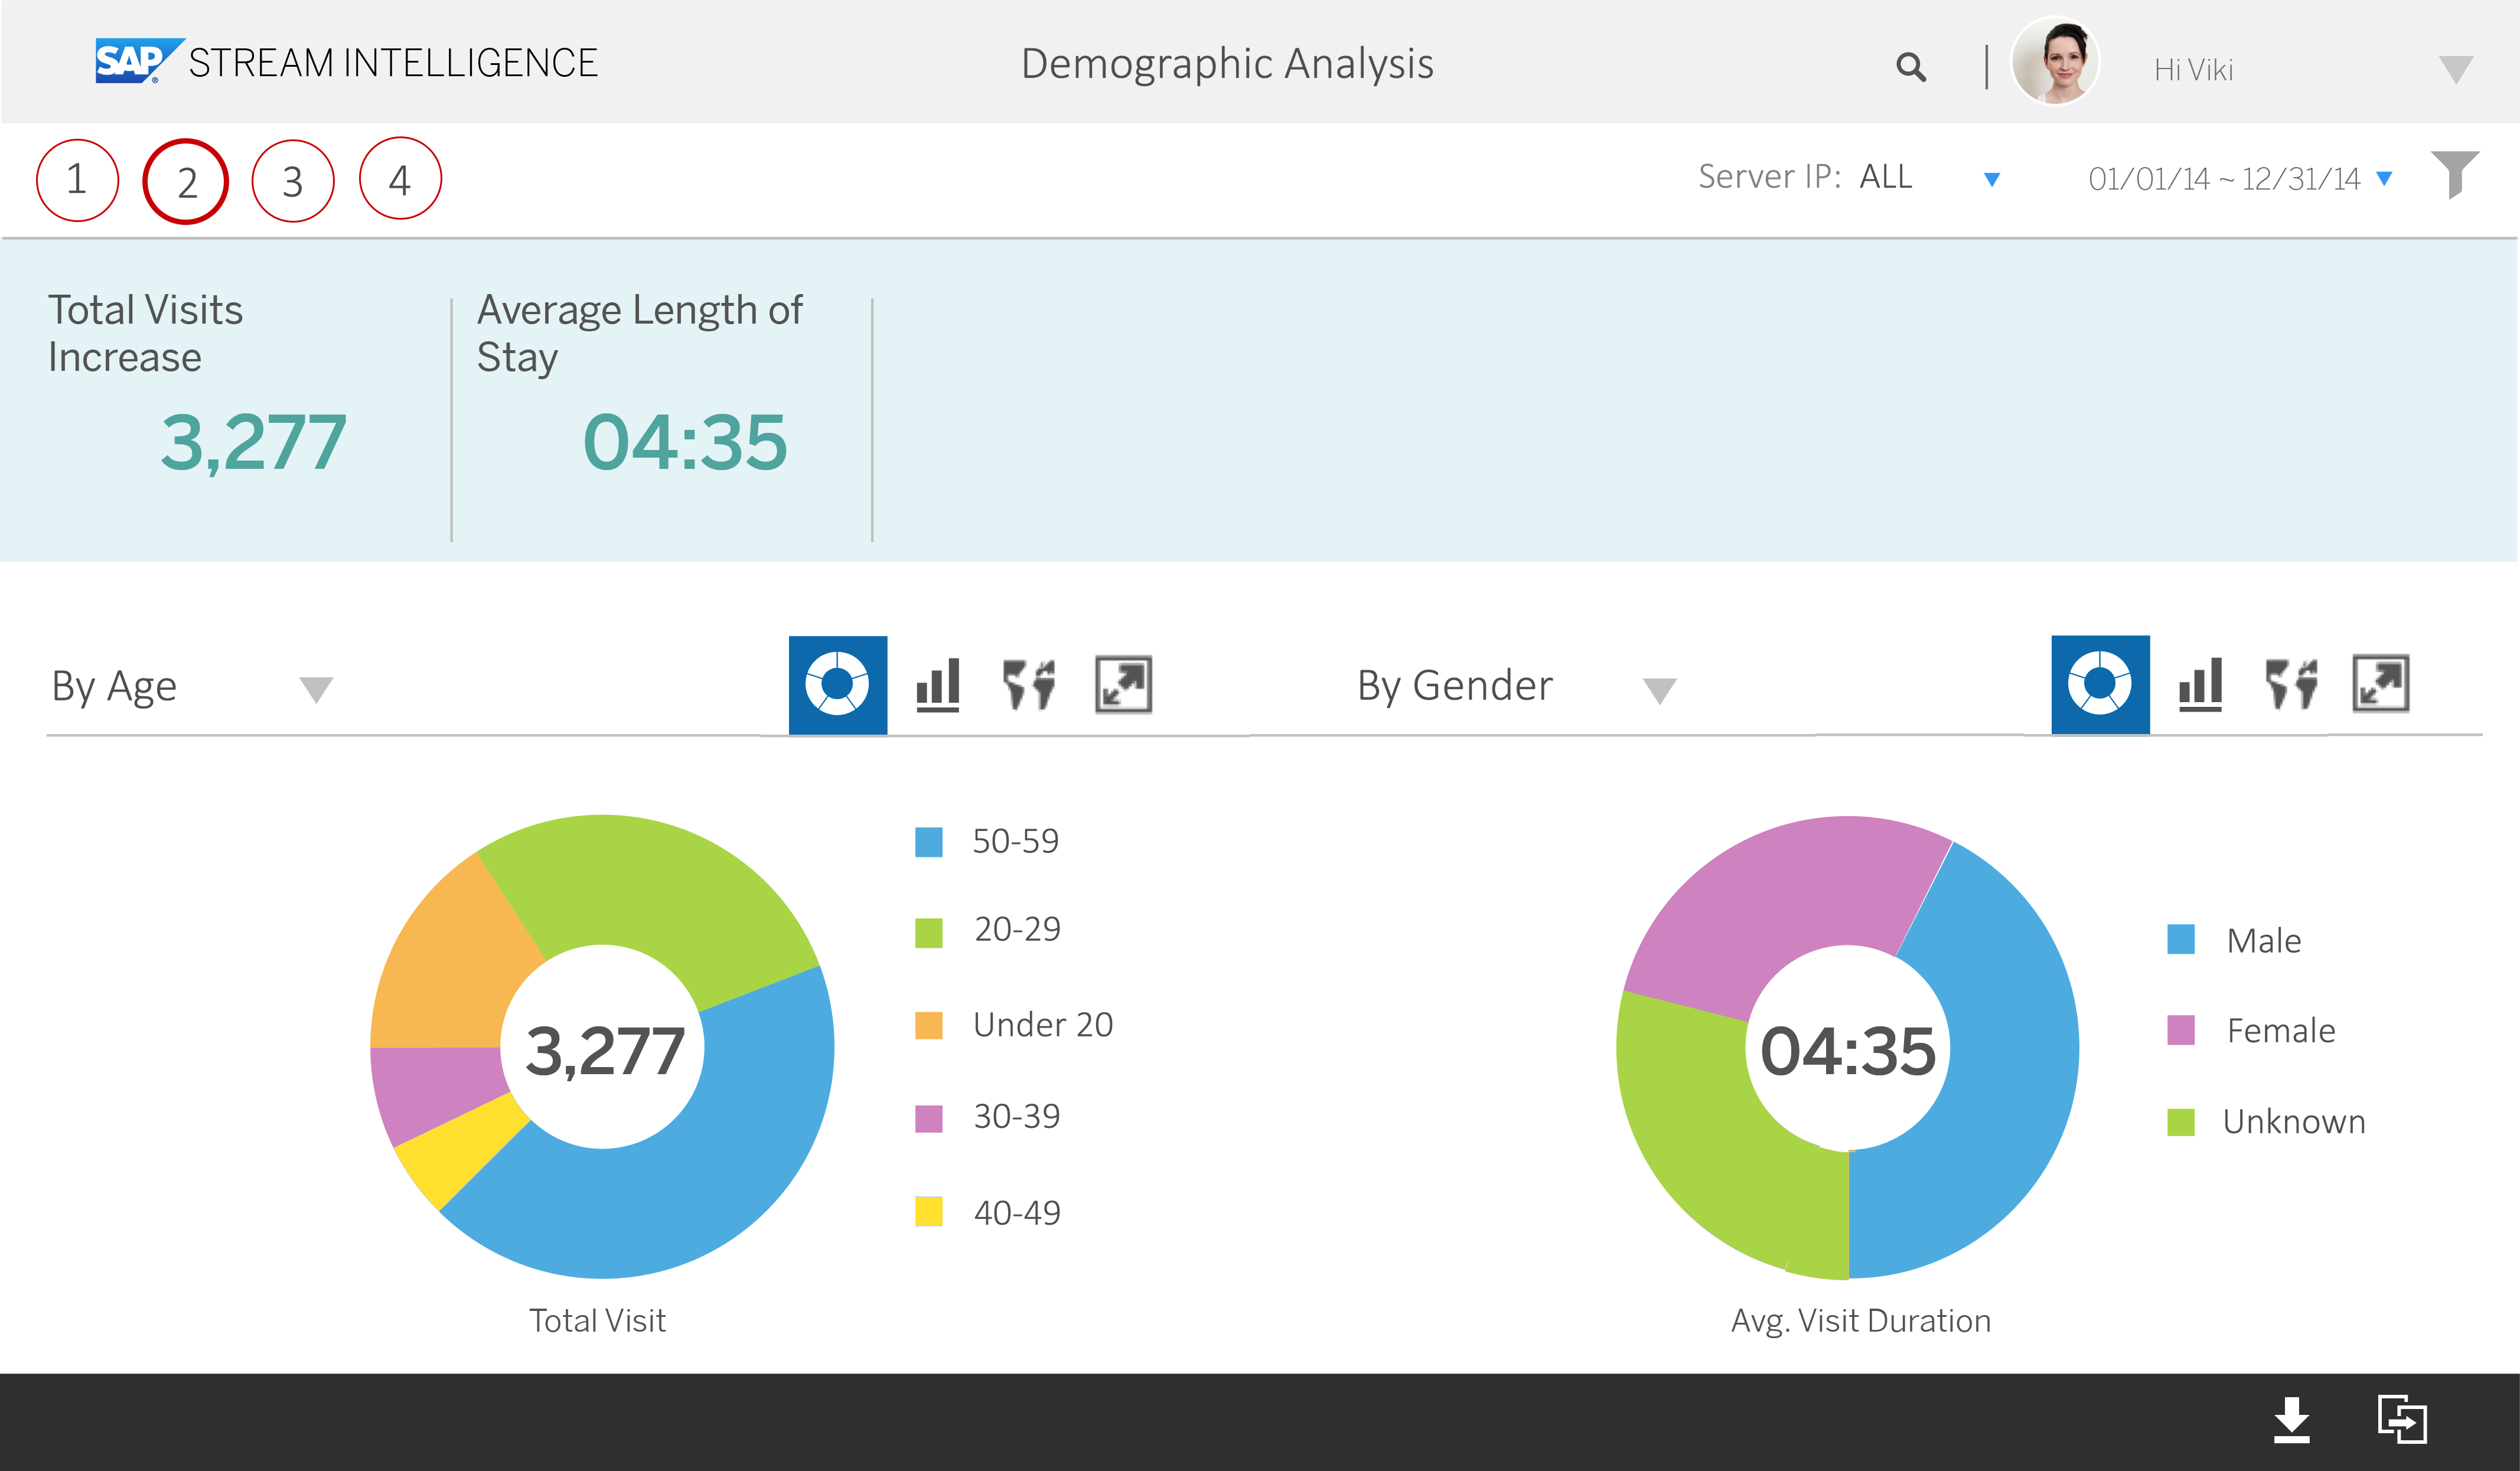 SAP STREAM INTELLIGENCE
Demographic Analysis
Hi Viki
1 2 3 4
Server IP: ALL
01/01/14 ~ 12/31/14
Total Visits
Increase
3,277
Average Length of
Stay
04:35
By Age
By Gender
3,277
50-59
20-29
Under 20
30-39
40-49
Total Visit
04:35
Male
Female
Unknown
Avg. Visit Duration